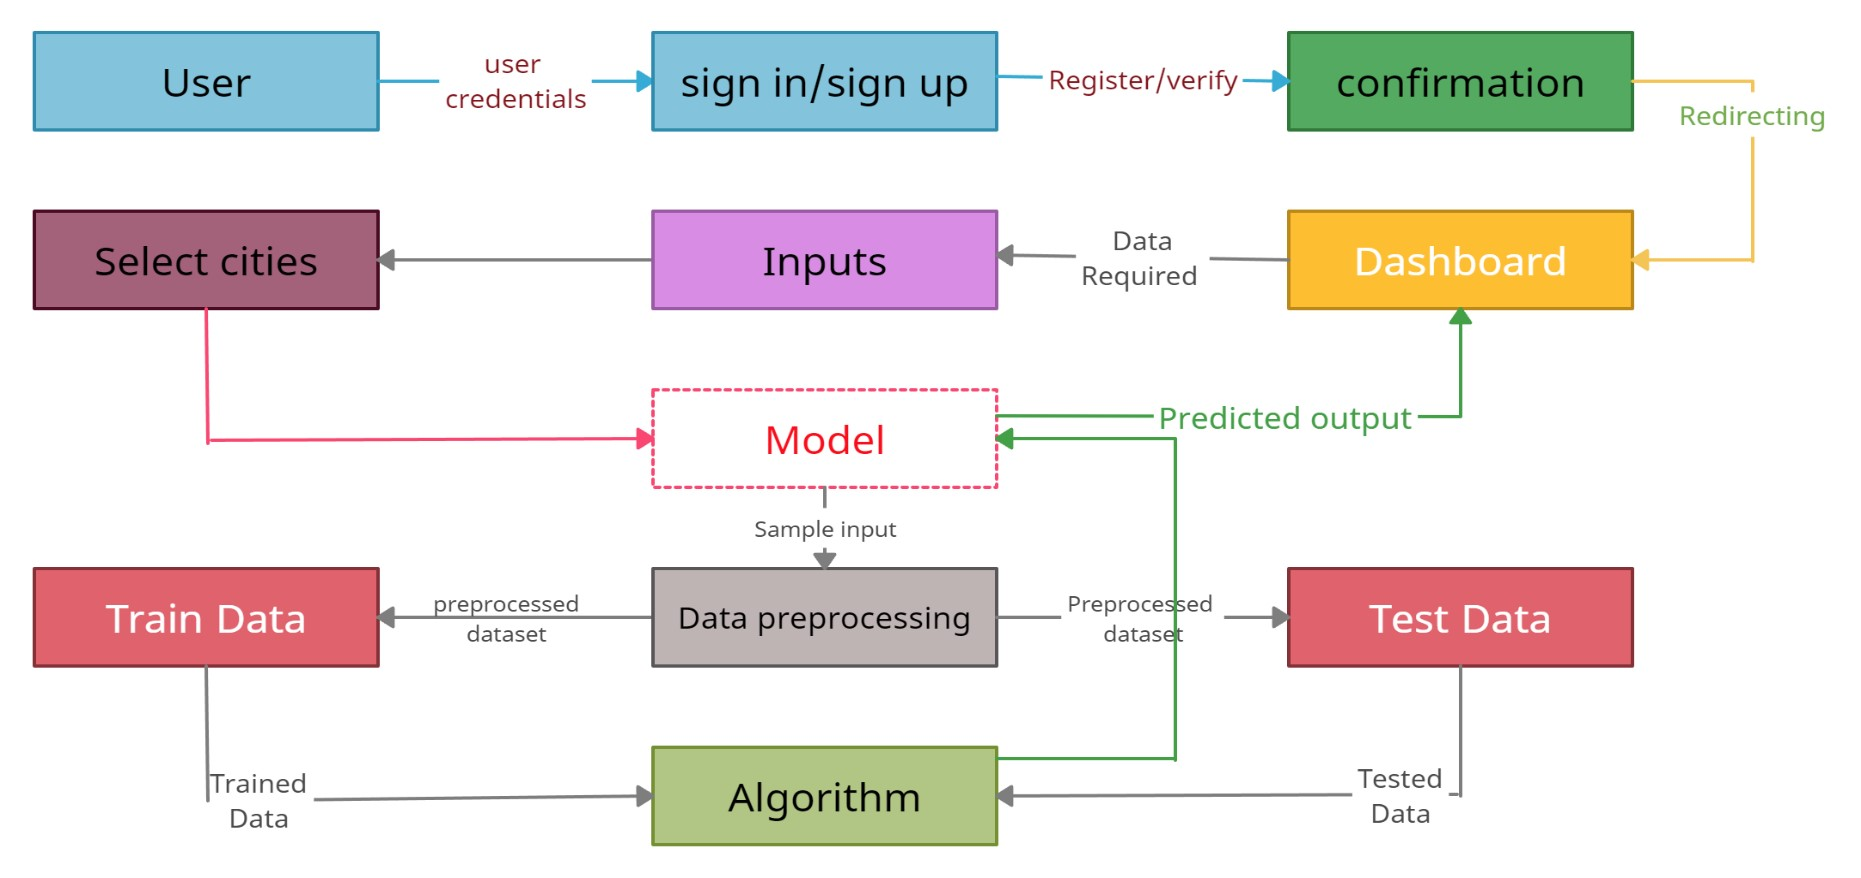 User
user
credentials
sign in/sign up
Register/verify
confirmation
Redirecting
Select cities
Inputs
Data
Required
Dashboard
Model
Predicted output
Sample input
Train Data
preprocessed
dataset
Data preprocessing
Preprocessed
dataset
Test Data
Trained
Data
Algorithm
Tested
Data